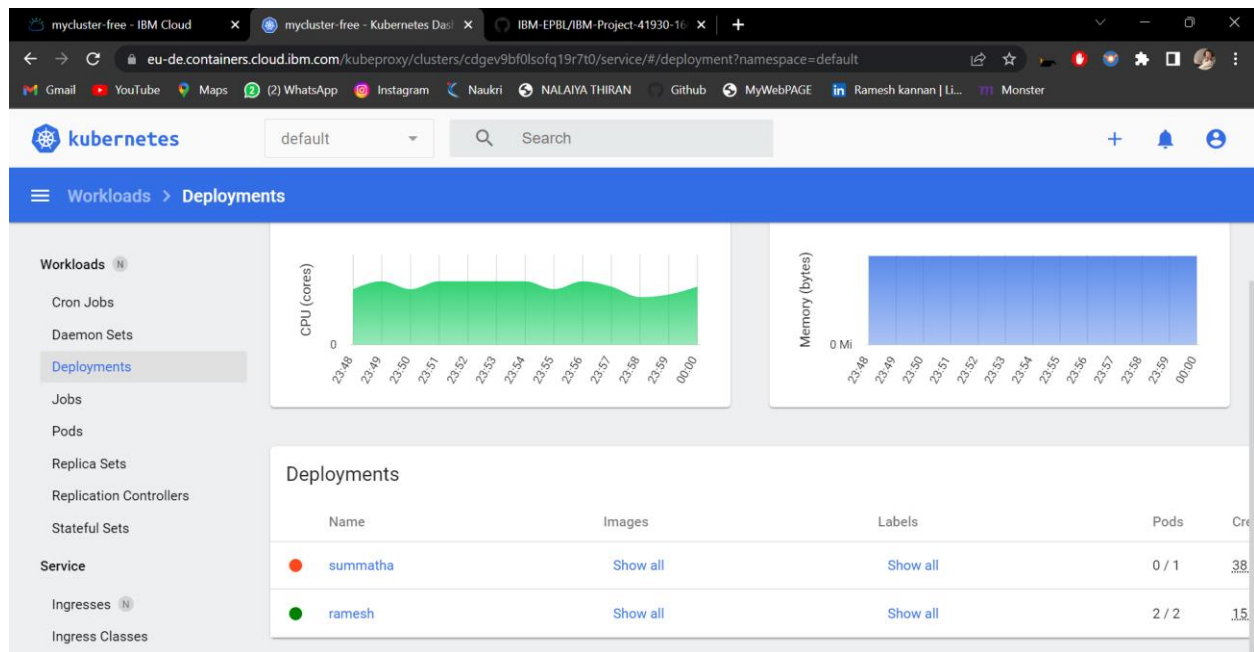 mycluster-free - IBM Cloud
mycluster-free - Kubernetes Das
IBM-EPBL/IBM-Project-41930-16
eu-de.containers.cloud.ibm.com/kubeproxy/clusters/cdgev9bf0lsofq19r7t0/service/#/deployment?namespace=default
Gmail YouTube Maps (2) WhatsApp Instagram Naukri NALAIYA THIRAN Github MyWebPAGE Ramesh kannan | Li... Monster
kubernetes default Search
Workloads > Deployments
Workloads N
Cron Jobs
Daemon Sets
Deployments
Jobs
Pods
Replica Sets
Replication Controllers
Stateful Sets
Service
Ingresses N
Ingress Classes
CPU (cores)
0
23:48 23:49 23:50 23:51 23:52 23:53 23:54 23:55 23:56 23:57 23:58 23:59 00:00
Memory (bytes)
0 Mi
23:48 23:49 23:50 23:51 23:52 23:53 23:54 23:55 23:56 23:57 23:58 23:59 00:00
Deployments
Name Images Labels Pods Cre
summatha Show all Show all 0 / 1 38
ramesh Show all Show all 2 / 2 15